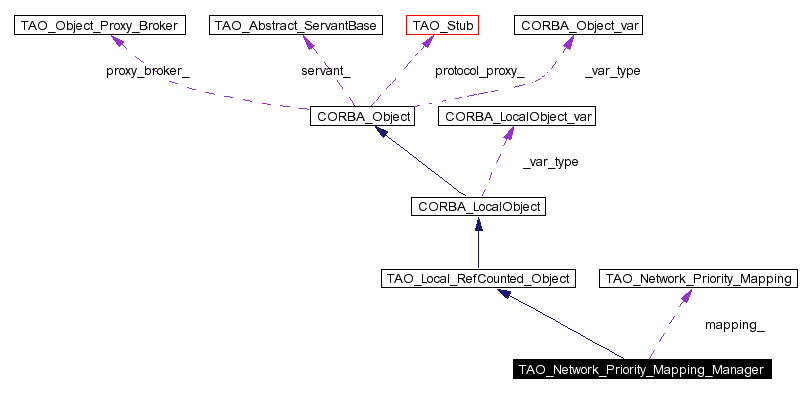 TAO_Object_Proxy_Broker
TAO_Abstract_ServantBase
TAO_Stub
CORBA_Object_var
proxy_broker_
servant_
protocol_proxy_
_var_type
CORBA_Object
CORBA_LocalObject_var
_var_type
CORBA_LocalObject
TAO_Local_RefCounted_Object
TAO_Network_Priority_Mapping
mapping_
TAO_Network_Priority_Mapping_Manager